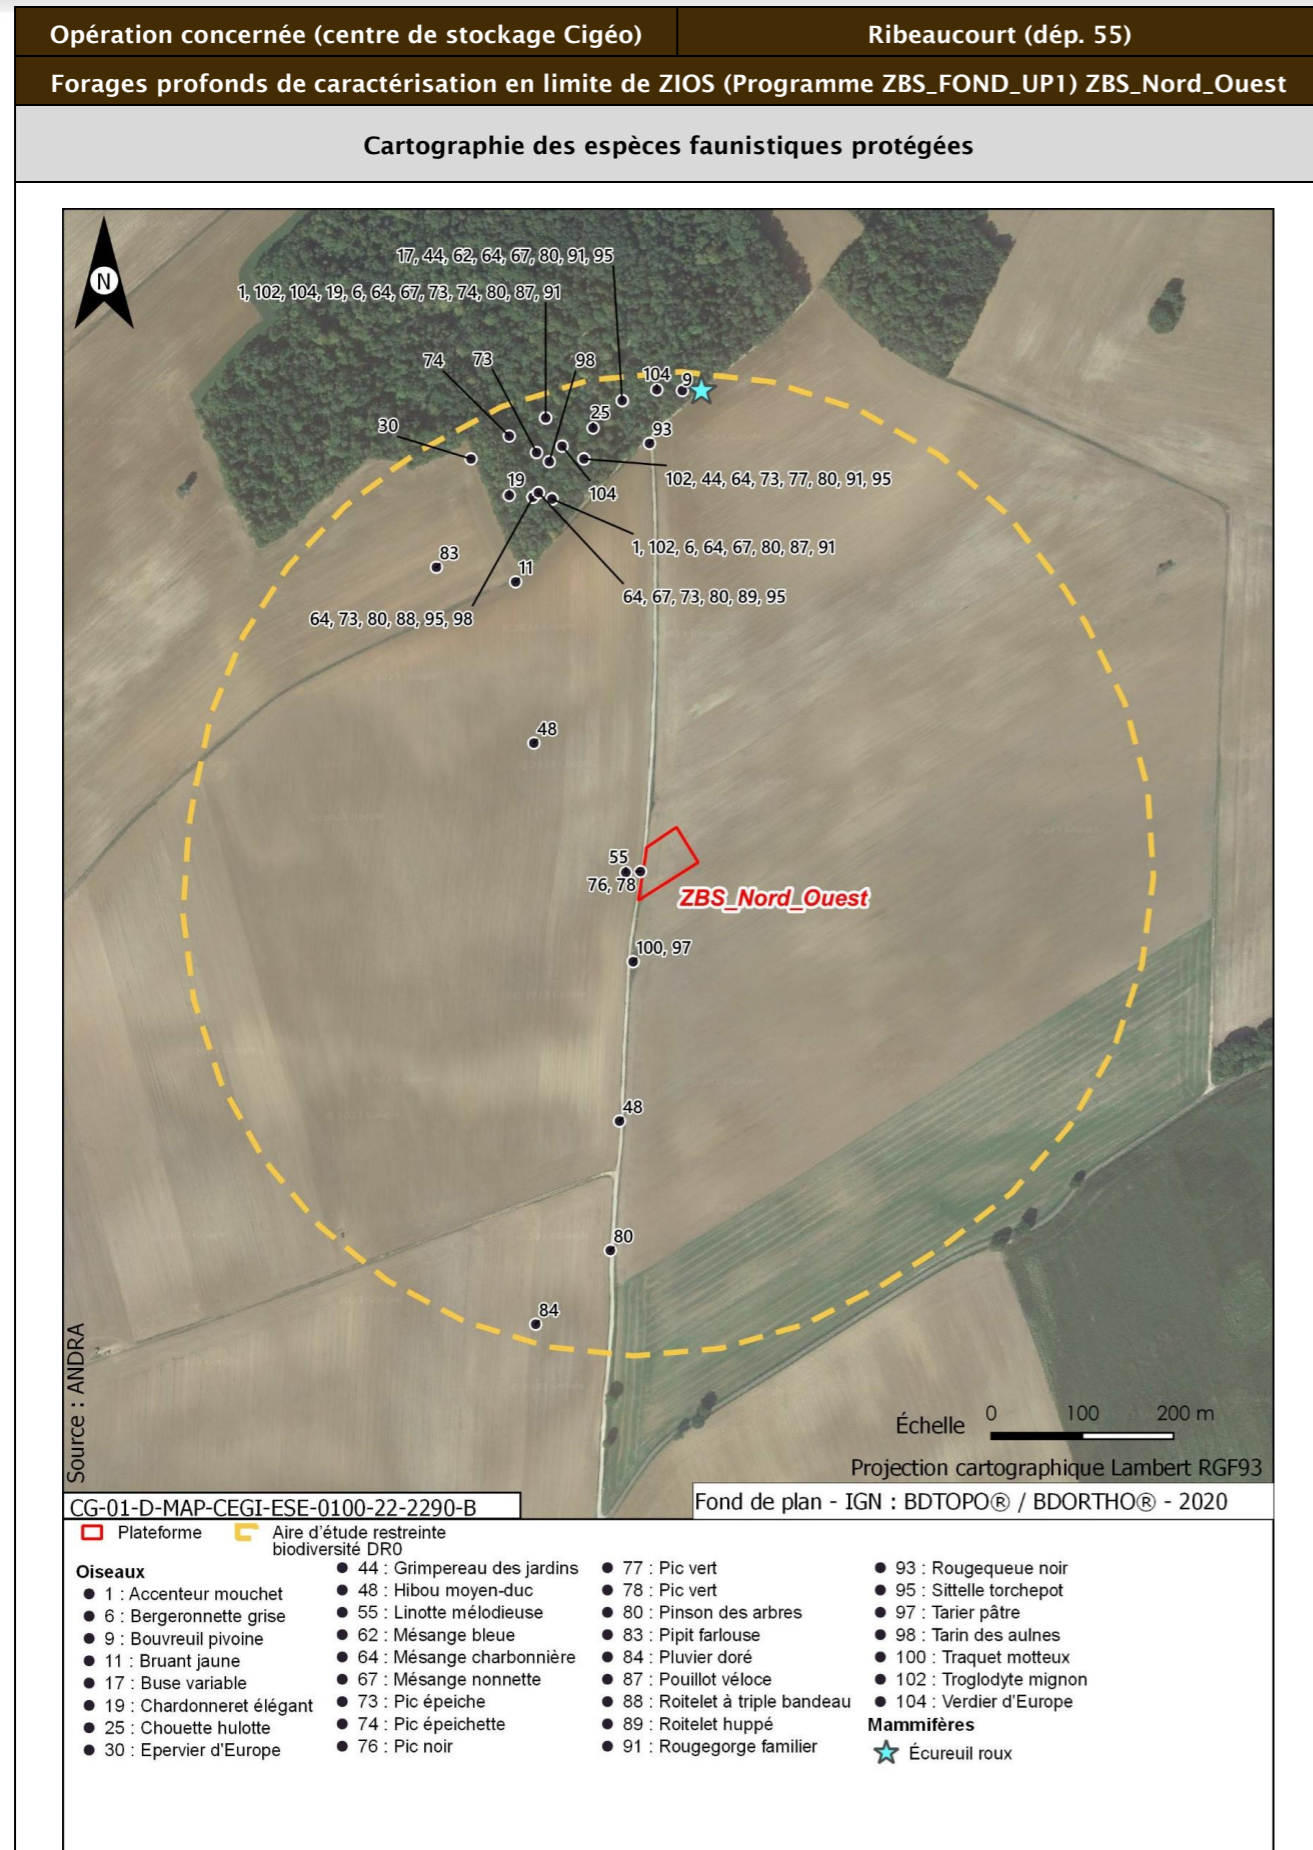 Opération concernée (centre de stockage Cigéo)
Ribeaucourt (dép. 55)
Forages profonds de caractérisation en limite de ZIOS (Programme ZBS_FOND_UP1) ZBS_Nord_Ouest
Cartographie des espèces faunistiques protégées
N
17, 44, 62, 64, 67, 80, 91, 95
1, 102, 104, 19, 6, 64, 67, 73, 74, 80, 87, 91
74
73
98
104
9
25
30
93
102, 44, 64, 73, 77, 80, 91, 95
19
104
1, 102, 6, 64, 67, 80, 87, 91
83
11
64, 67, 73, 80, 89, 95
64, 73, 80, 88, 95, 98
48
55
76, 78
ZBS_Nord_Ouest
100, 97
48
80
84
Source : ANDRA
Échelle
0 100 200 m
Projection cartographique Lambert RGF93
CG-01-D-MAP-CEGI-ESE-0100-22-2290-B
Fond de plan - IGN : BDTOPO® / BDORTHO® - 2020
Plateforme
Aire d'étude restreinte
biodiversité DR0
Oiseaux
1 : Accenteur mouchet
6 : Bergeronnette grise
9 : Bouvreuil pivoine
11 : Bruant jaune
17 : Buse variable
19 : Chardonneret élégant
25 : Chouette hulotte
30 : Epervier d'Europe
44 : Grimpereau des jardins
48 : Hibou moyen-duc
55 : Linotte mélodieuse
62 : Mésange bleue
64 : Mésange charbonnière
67 : Mésange nonnette
73 : Pic épeiche
74 : Pic épeichette
76 : Pic noir
77 : Pic vert
78 : Pic vert
80 : Pinson des arbres
83 : Pipit farlouse
84 : Pluvier doré
87 : Pouillot véloce
88 : Roitelet à triple bandeau
89 : Roitelet huppé
91 : Rougegorge familier
93 : Rougequeue noir
95 : Sittelle torchepot
97 : Tarier pâtre
98 : Tarin des aulnes
100 : Traquet motteux
102 : Troglodyte mignon
104 : Verdier d'Europe
Mammifères
Écureuil roux